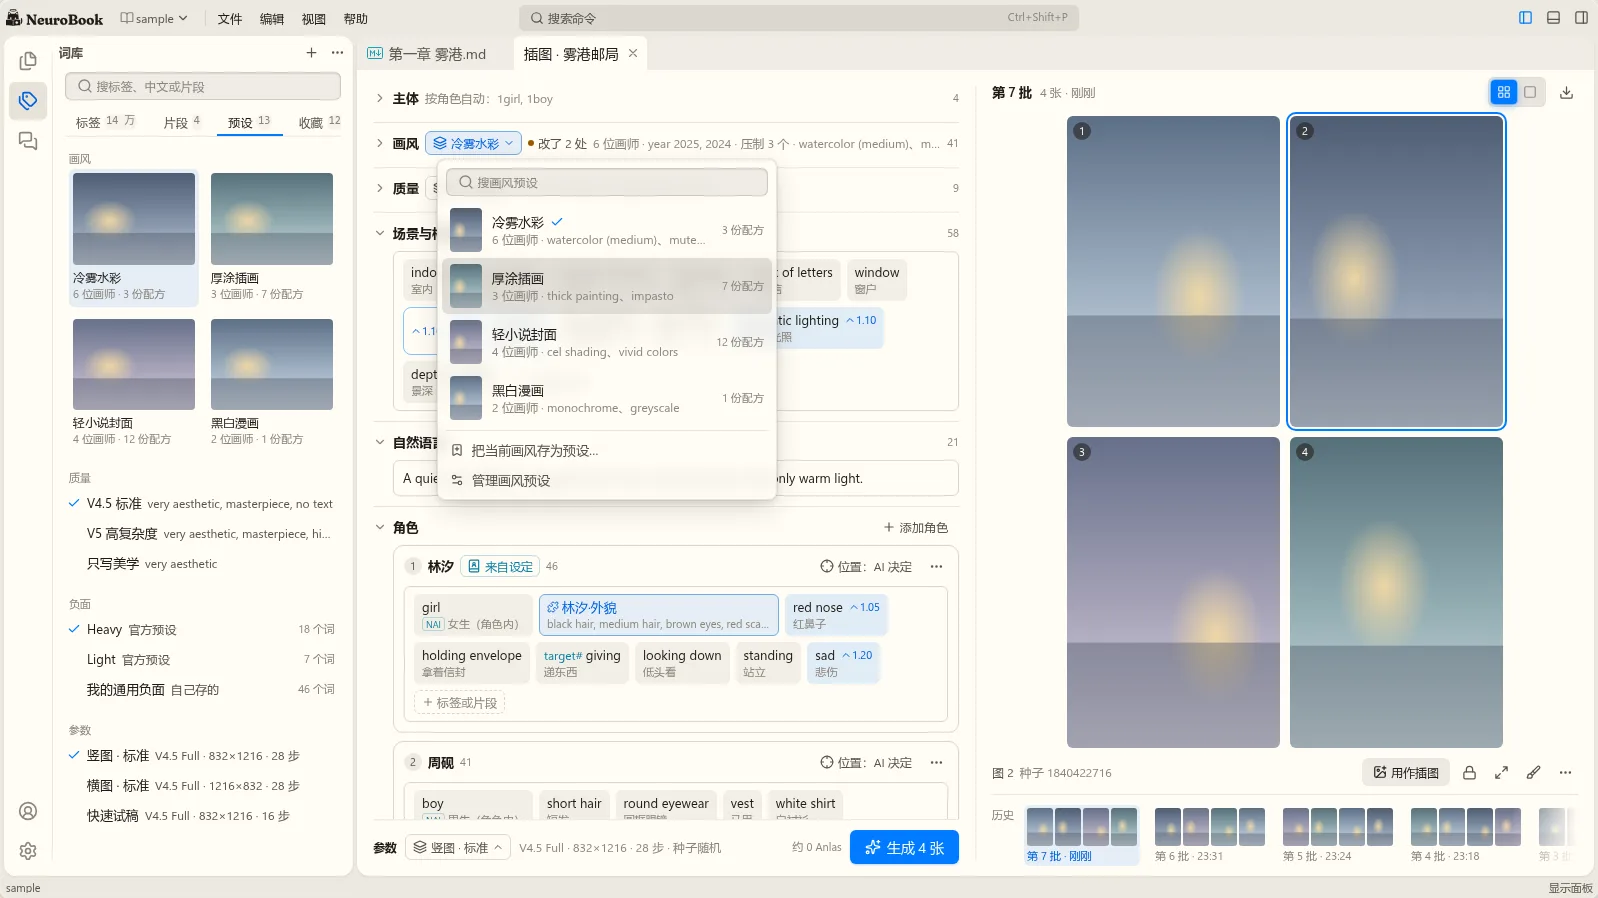 NeuroBook
sample
文件
编辑
视图
帮助
搜索命令
Ctrl+Shift+P
词库
搜标签、中文或片段
标签 14 万
片段 4
预设 13
收藏 12
画风
冷雾水彩
6 位画师 · 3 份配方
厚涂插画
3 位画师 · 7 份配方
轻小说封面
4 位画师 · 12 份配方
黑白漫画
2 位画师 · 1 份配方
质量
V4.5 标准 very aesthetic, masterpiece, no text
V5 高复杂度 very aesthetic, masterpiece, hi...
只写美学 very aesthetic
负面
Heavy 官方预设 18 个词
Light 官方预设 7 个词
我的通用负面 自己存的 46 个词
参数
竖图 · 标准 V4.5 Full · 832×1216 · 28 步
横图 · 标准 V4.5 Full · 1216×832 · 28 步
快速试稿 V4.5 Full · 832×1216 · 16 步
第一章 雾港.md
插图 · 雾港邮局
主体 按角色自动：1girl, 1boy 4
画风 冷雾水彩 改了 2 处 6 位画师 · year 2025, 2024 · 压制 3 个 · watercolor (medium)、m... 41
质量 9
搜画风预设
冷雾水彩
6 位画师 · watercolor (medium)、mute...
3 份配方
厚涂插画
3 位画师 · thick painting、impasto
7 份配方
轻小说封面
4 位画师 · cel shading、vivid colors
12 份配方
黑白漫画
2 位画师 · monochrome、greyscale
1 份配方
把当前画风存为预设...
管理画风预设
场景与 58
indo
室内
of letters
window
窗户
1.1
tic lighting 1.10
光照
dept
景深
自然语 21
A quie
only warm light.
角色
添加角色
1 林汐 来自设定 46
位置：AI 决定
girl
NAI 女生（角色内）
林汐·外貌
black hair, medium hair, brown eyes, red sca...
red nose 1.05
红鼻子
holding envelope
拿着信封
target# giving
递东西
looking down
低头看
standing
站立
sad 1.20
悲伤
+ 标签或片段
2 周砚 41
位置：AI 决定
boy
short hair
round eyewear
vest
white shirt
参数 竖图 · 标准 V4.5 Full · 832×1216 · 28 步 · 种子随机
约 0 Anlas
生成 4 张
第 7 批 4 张 · 刚刚
1
2
3
4
图 2 种子 1840422716
用作插图
历史
第 7 批 · 刚刚
第 6 批 · 23:31
第 5 批 · 23:24
第 4 批 · 23:18
第 3
sample
显示面板